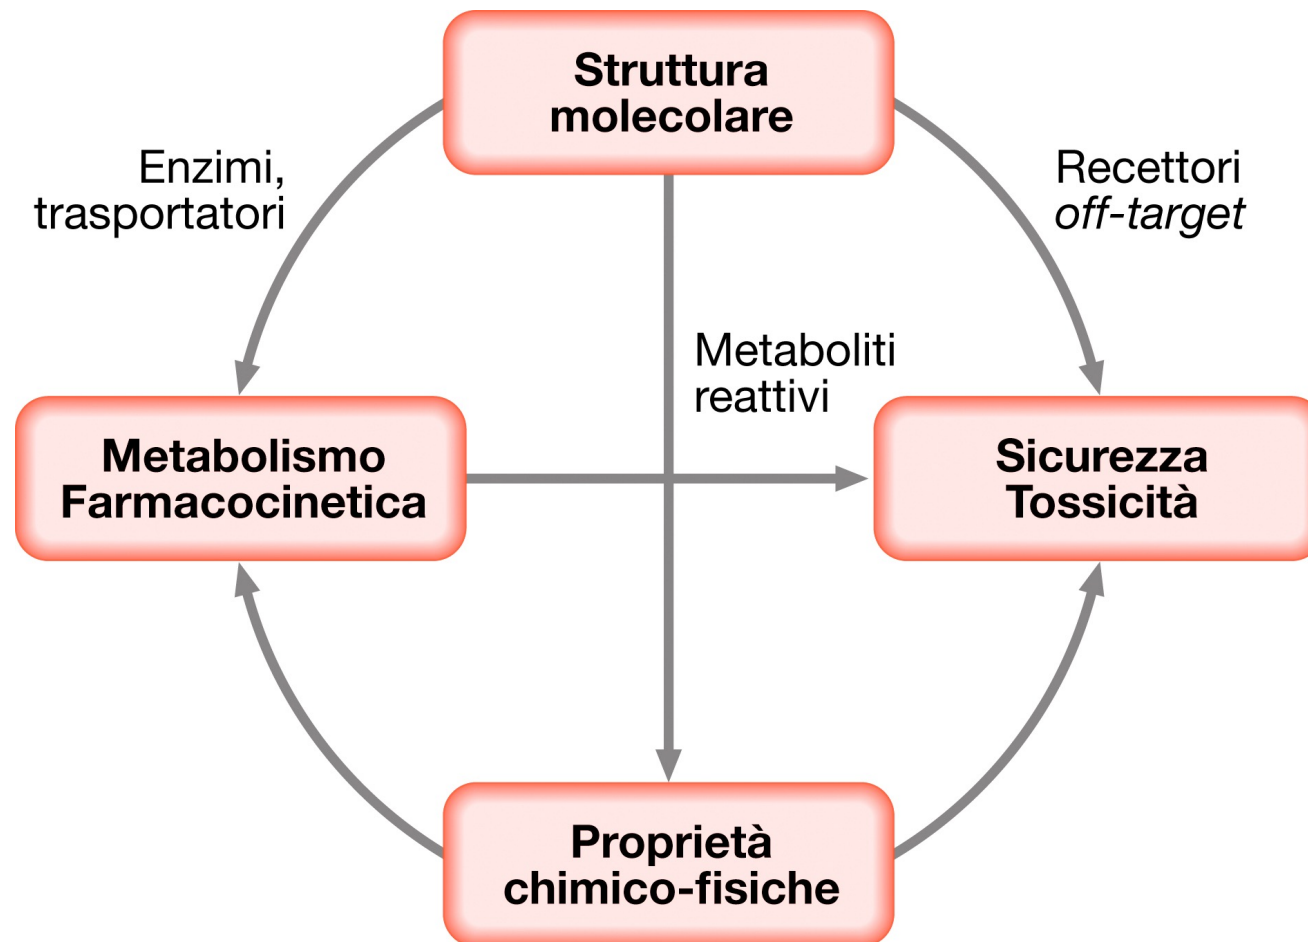 Struttura
molecolare
Enzimi,
trasportatori
Recettori
off-target
Metaboliti
reattivi
Metabolismo
Farmacocinetica
Sicurezza
Tossicità
Proprietà
chimico-fisiche